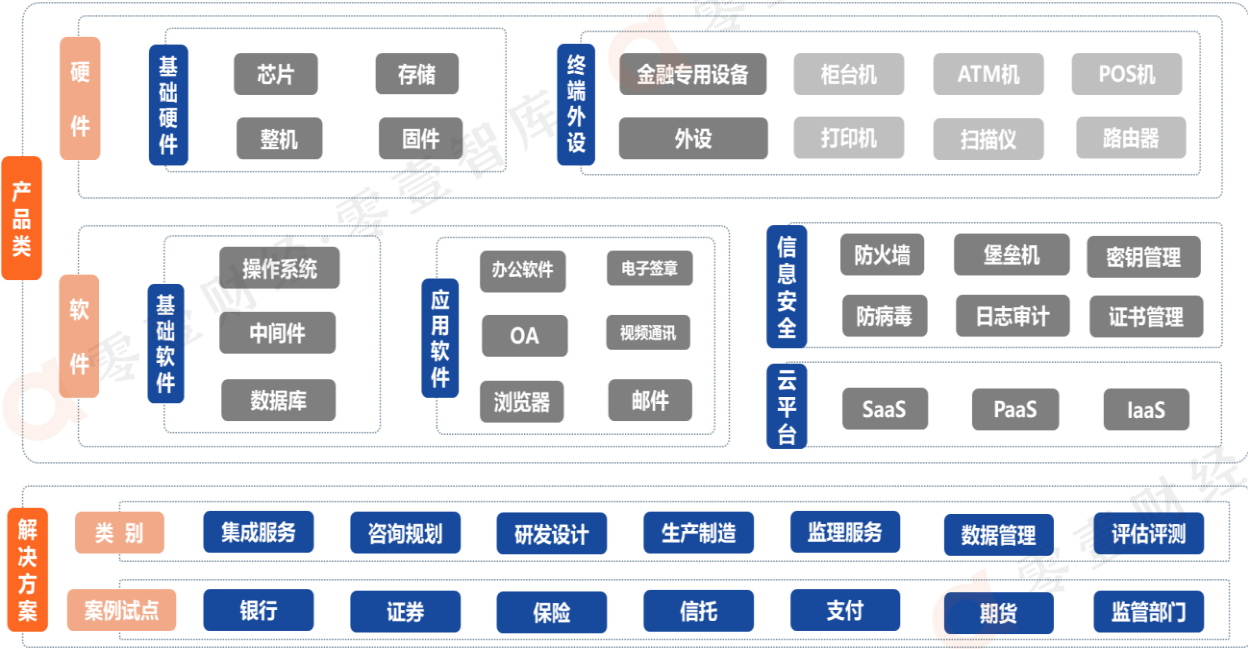 产品类
硬件
基础硬件
芯片
存储
整机
固件
终端外设
金融专用设备
柜台机
ATM机
POS机
外设
打印机
扫描仪
路由器
软件
基础软件
操作系统
中间件
数据库
应用软件
办公软件
电子签章
OA
视频通讯
浏览器
邮件
信息安全
防火墙
堡垒机
密钥管理
防病毒
日志审计
证书管理
云平台
SaaS
PaaS
IaaS
解决方案
类别
集成服务
咨询规划
研发设计
生产制造
监理服务
数据管理
评估评测
案例试点
银行
证券
保险
信托
支付
期货
监管部门
零壹财经·零壹智库
零壹财经